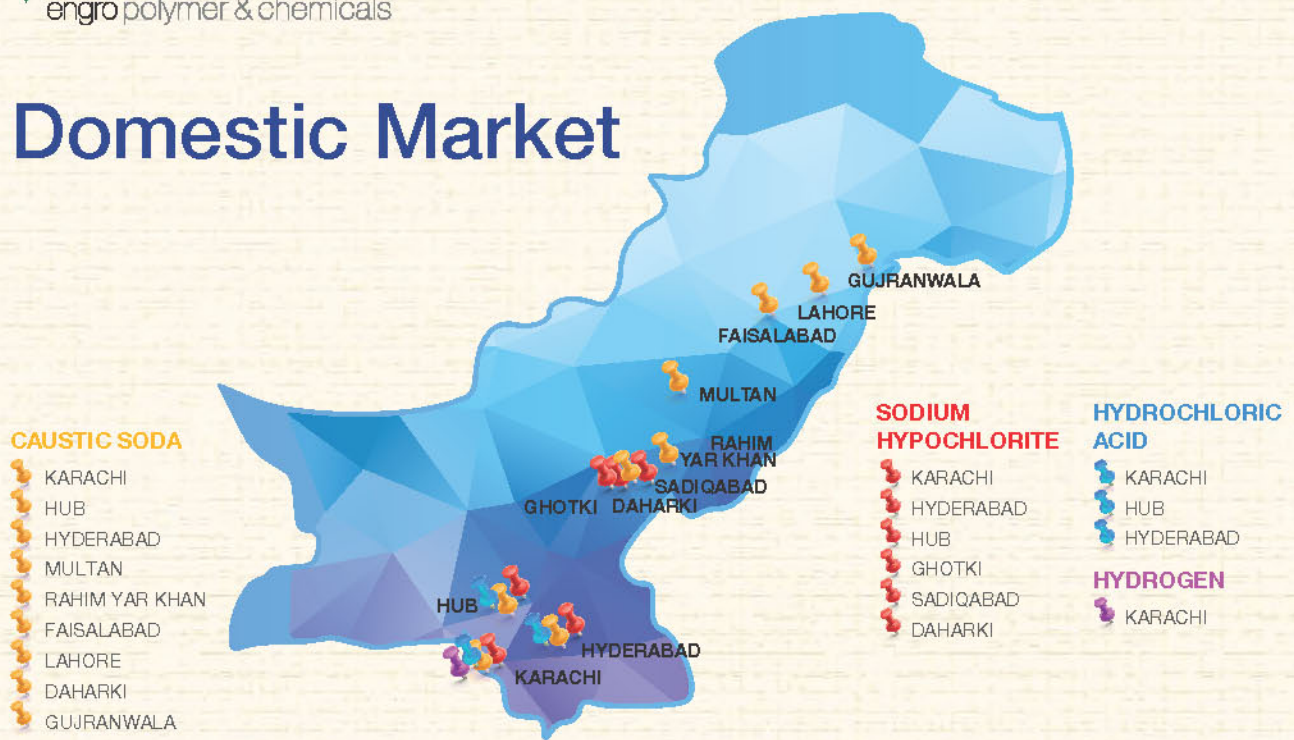 engro polymer & chemicals
Domestic Market
GUJRANWALA
LAHORE
FAISALABAD
MULTAN
RAHIM
YAR KHAN
SADIQABAD
GHOTKI
DAHARKI
HUB
HYDERABAD
KARACHI
CAUSTIC SODA
KARACHI
HUB
HYDERABAD
MULTAN
RAHIM YAR KHAN
FAISALABAD
LAHORE
DAHARKI
GUJRANWALA
SODIUM
HYPOCHLORITE
KARACHI
HYDERABAD
HUB
GHOTKI
SADIQABAD
DAHARKI
HYDROCHLORIC
ACID
KARACHI
HUB
HYDERABAD
HYDROGEN
KARACHI